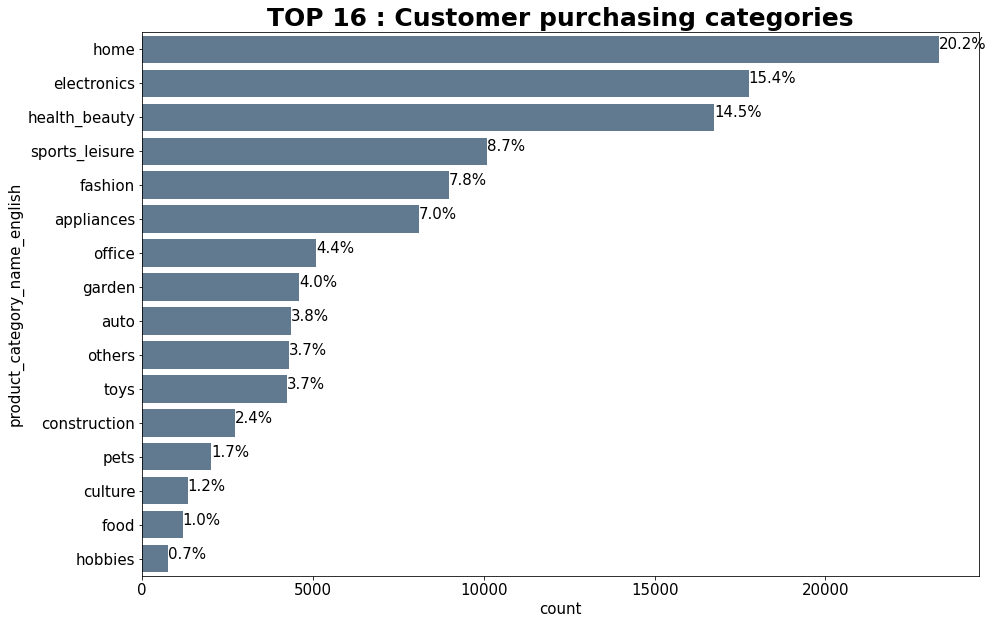 TOP 16 : Customer purchasing categories
product_category_name_english
home 20.2%
electronics 15.4%
health_beauty 14.5%
sports_leisure 8.7%
fashion 7.8%
appliances 7.0%
office 4.4%
garden 4.0%
auto 3.8%
others 3.7%
toys 3.7%
construction 2.4%
pets 1.7%
culture 1.2%
food 1.0%
hobbies 0.7%
0 5000 10000 15000 20000
count